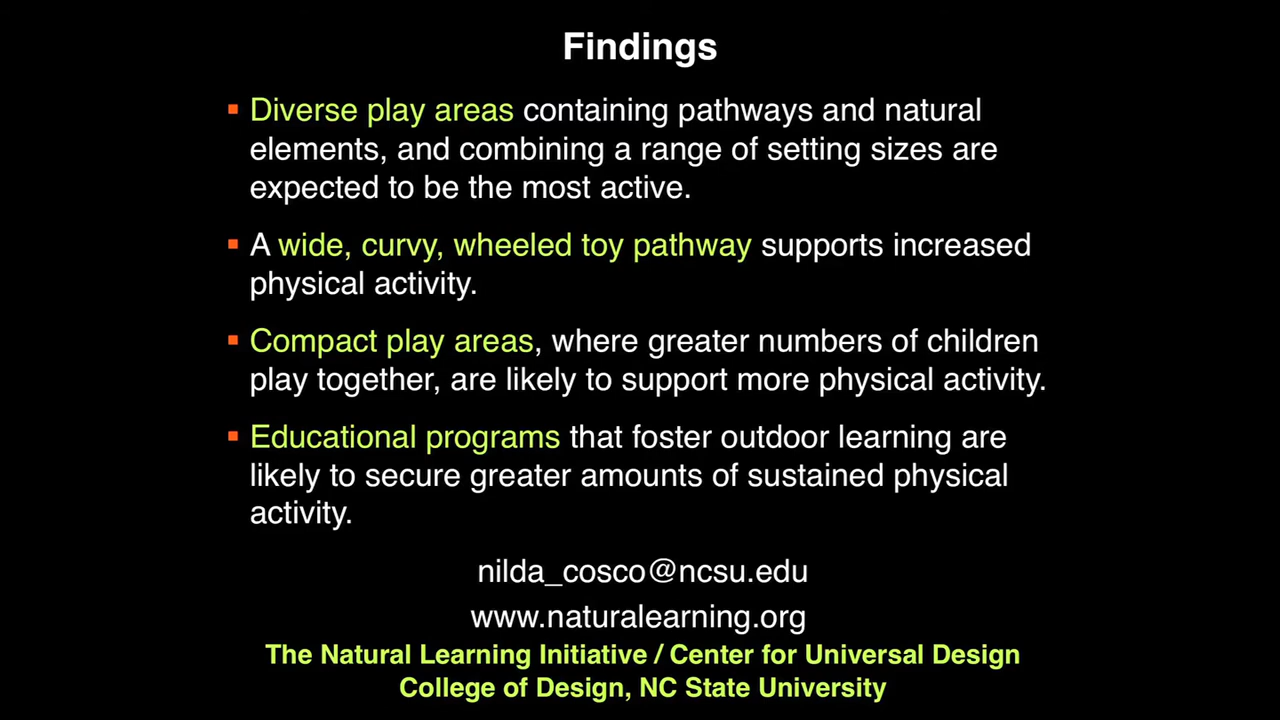 Findings
▪ Diverse play areas containing pathways and natural
elements, and combining a range of setting sizes are
expected to be the most active.
▪ A wide, curvy, wheeled toy pathway supports increased
physical activity.
▪ Compact play areas, where greater numbers of children
play together, are likely to support more physical activity.
▪ Educational programs that foster outdoor learning are
likely to secure greater amounts of sustained physical
activity.
nilda_cosco@ncsu.edu
www.naturalearning.org
The Natural Learning Initiative / Center for Universal Design
College of Design, NC State University